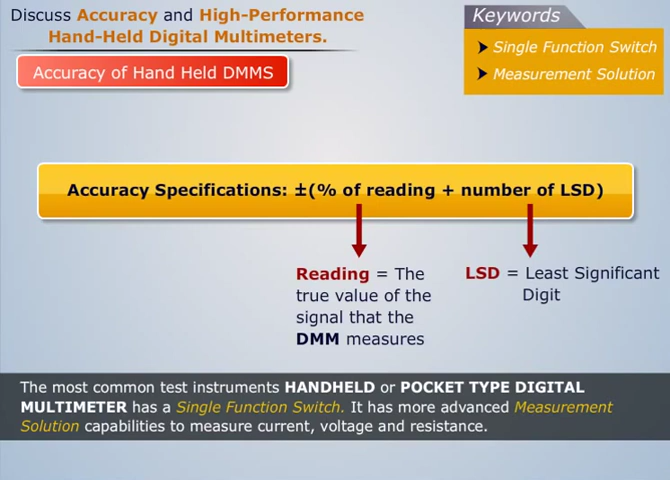 Discuss Accuracy and High-Performance
Hand-Held Digital Multimeters.
Keywords
Single Function Switch
Measurement Solution
Accuracy of Hand Held DMMS
Accuracy Specifications: ±(% of reading + number of LSD)
Reading = The
true value of the
signal that the
DMM measures
LSD = Least Significant
Digit
The most common test instruments HANDHELD or POCKET TYPE DIGITAL
MULTIMETER has a Single Function Switch. It has more advanced Measurement
Solution capabilities to measure current, voltage and resistance.